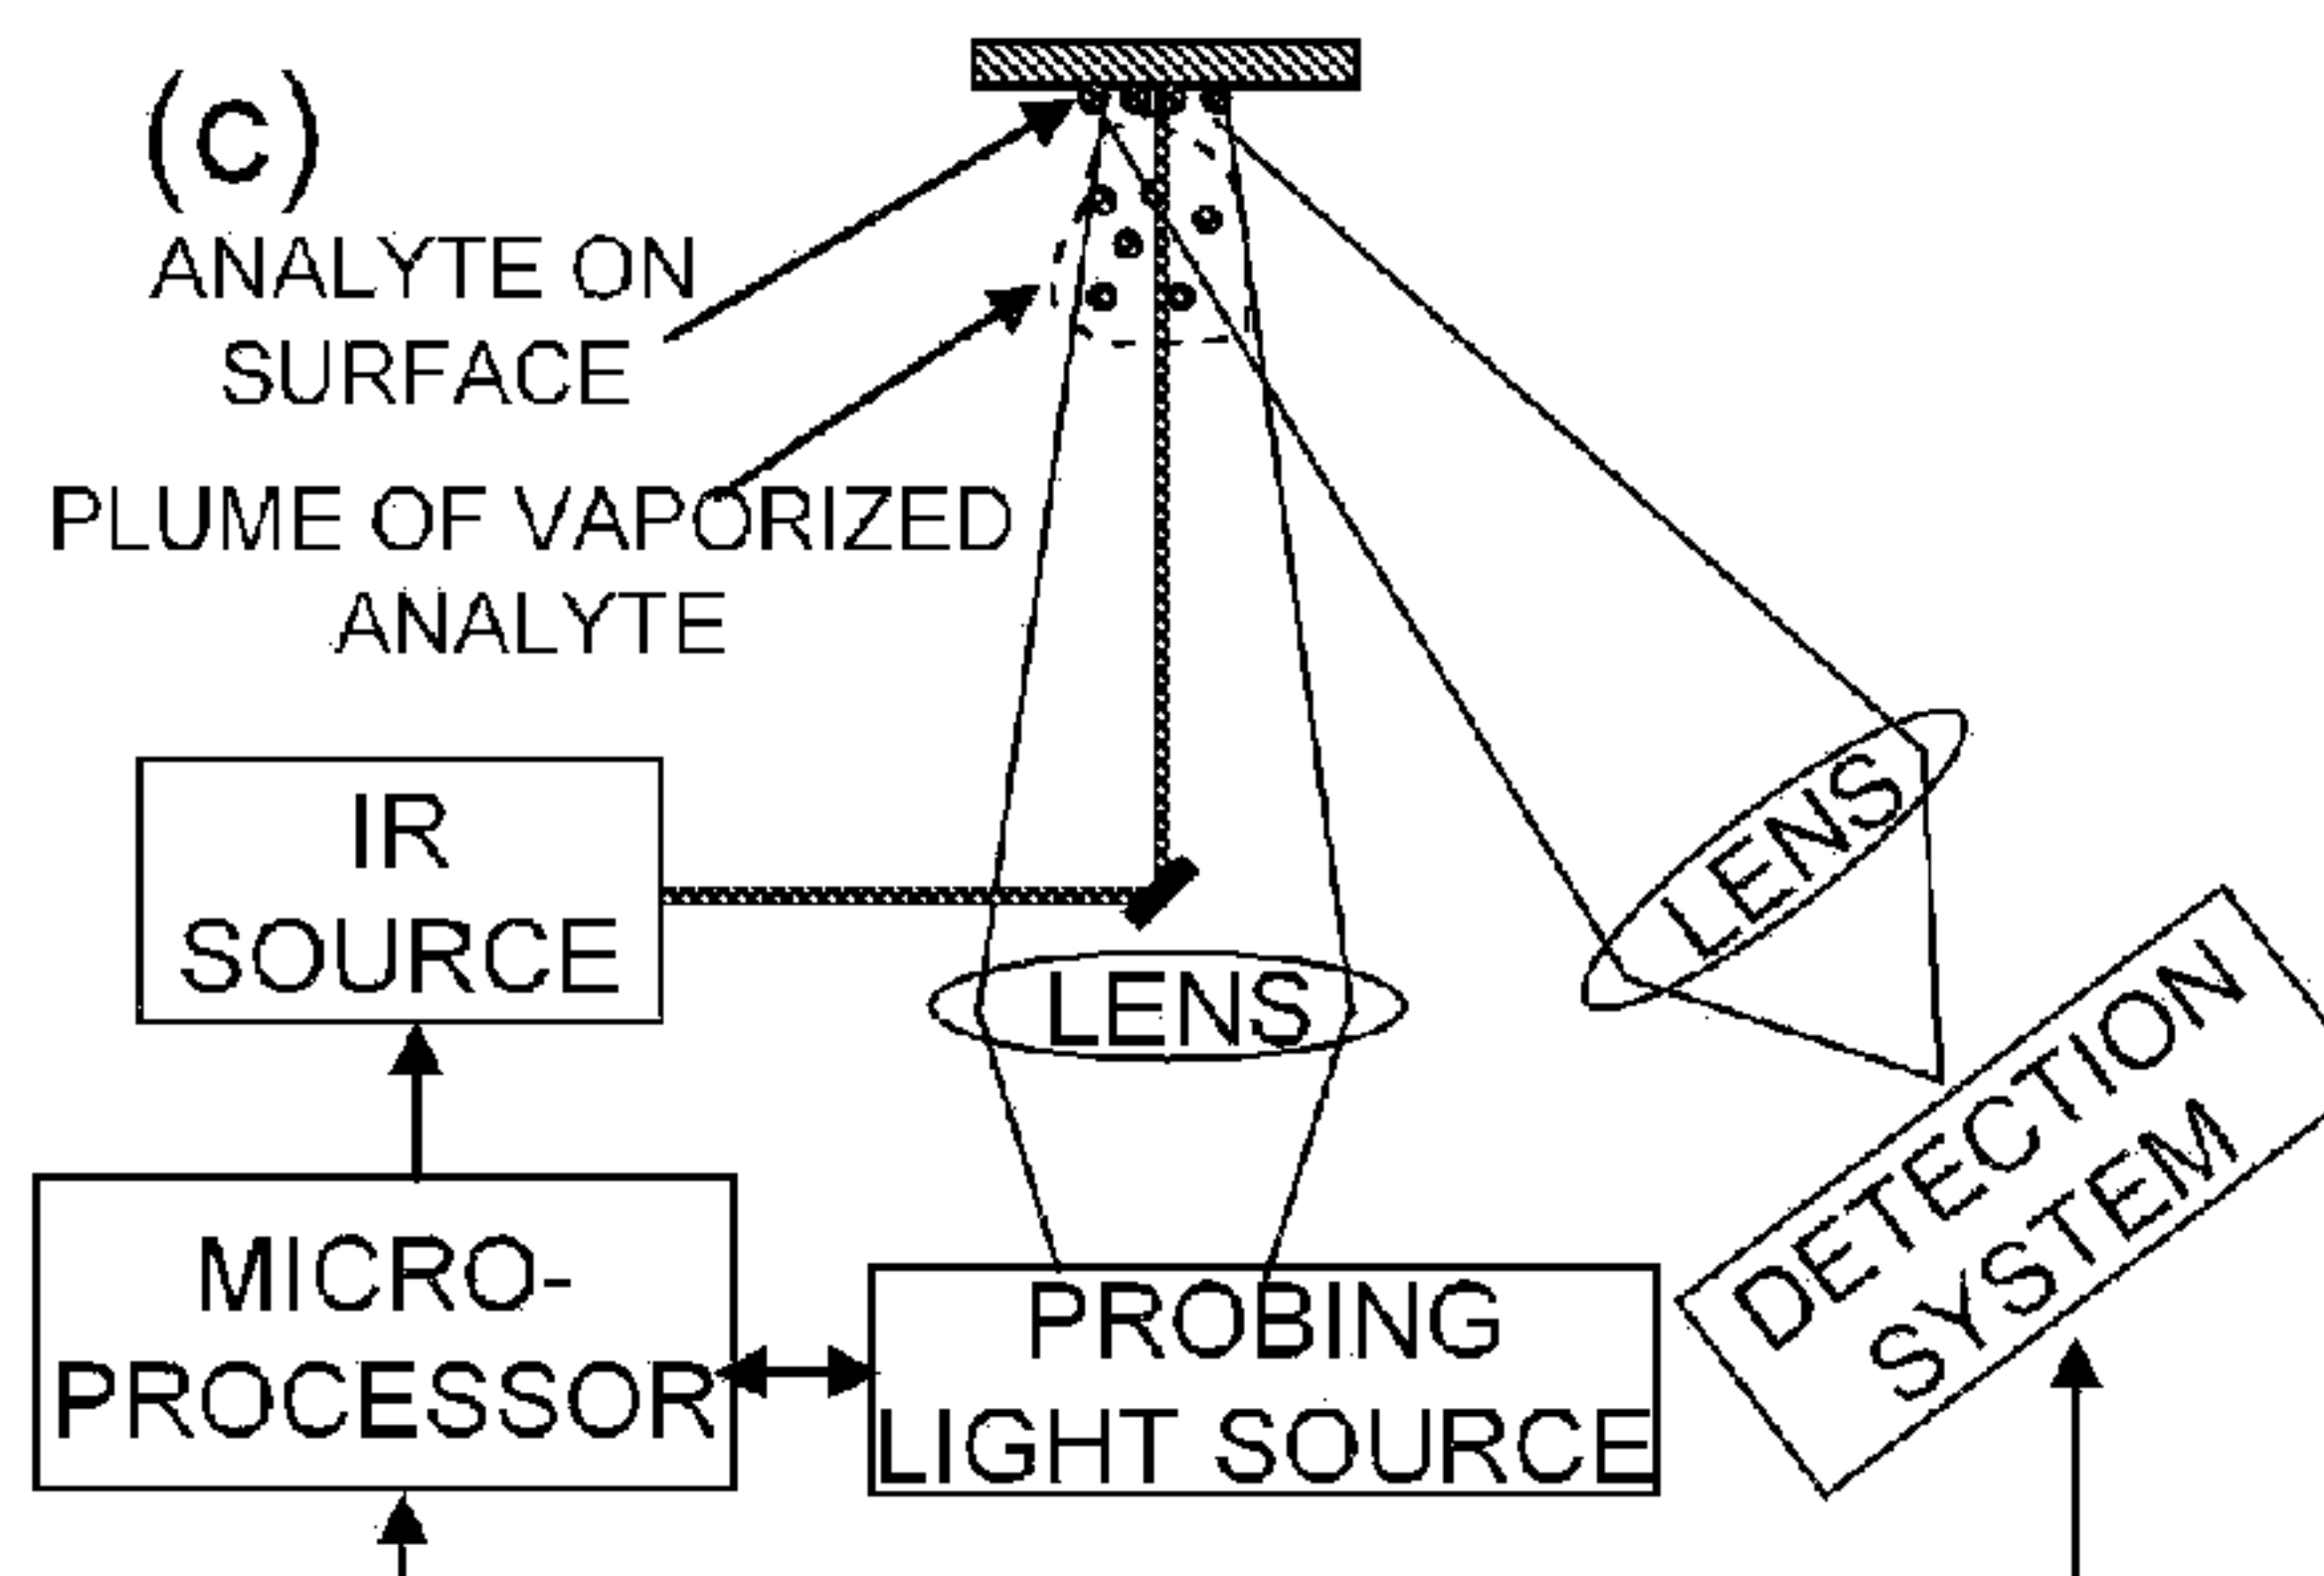 (c)
ANALYTE ON
SURFACE
PLUME OF VAPORIZED
ANALYTE
IR
SOURCE
LENS
LENS
DETECTION
SYSTEM
MICRO-
PROCESSOR
PROBING
LIGHT SOURCE